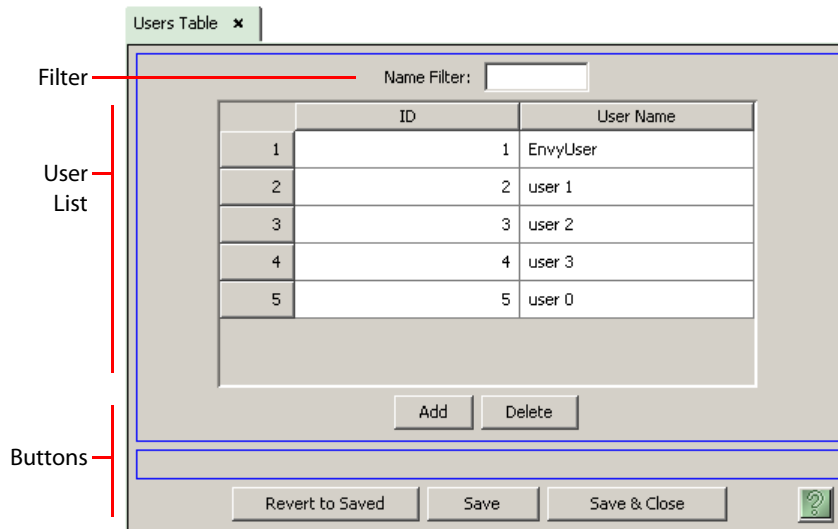 Users Table ×
Filter
Name Filter:
ID User Name
1 1 EnvyUser
User List
2 2 user 1
3 3 user 2
4 4 user 3
5 5 user 0
Add Delete
Buttons
Revert to Saved Save Save & Close ?